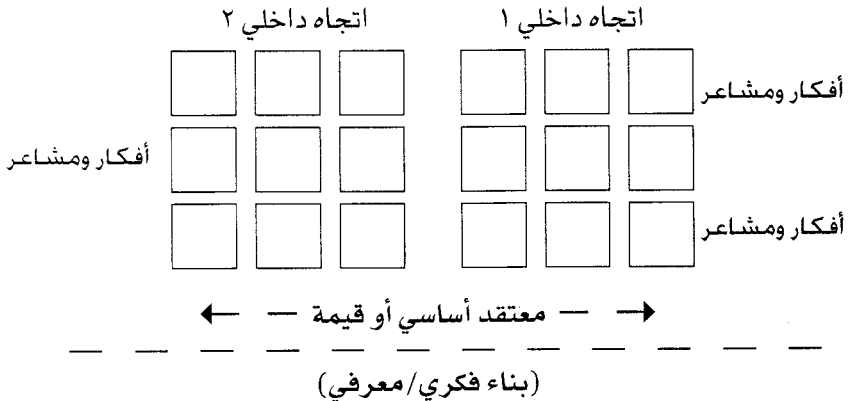 اتجاه داخلي ١
اتجاه داخلي ٢
أفكار ومشاعر
أفكار ومشاعر
أفكار ومشاعر
معتقد أساسي أو قيمة
(بناء فكري/معرفي)